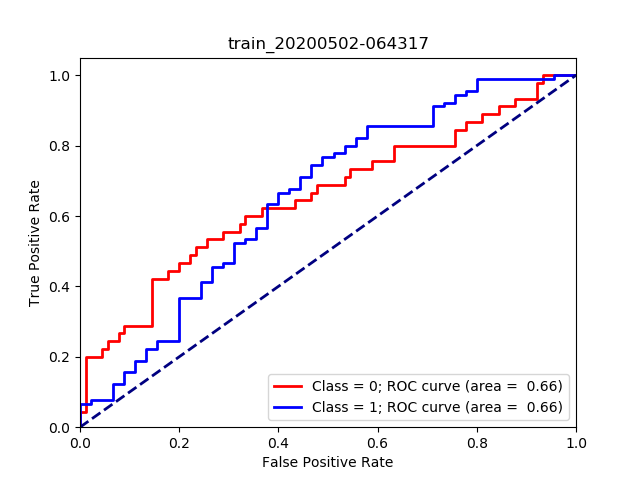 train_20200502-064317
True Positive Rate
1.0
0.8
0.6
0.4
0.2
0.0
Class = 0; ROC curve (area =  0.66)
Class = 1; ROC curve (area =  0.66)
0.0 0.2 0.4 0.6 0.8 1.0
False Positive Rate